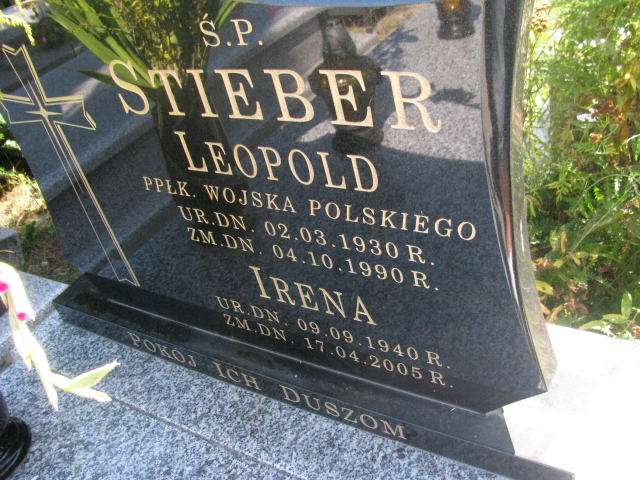 Ś.P.
STIEBER
LEOPOLD
PPŁK. WOJSKA POLSKIEGO
UR.DN. 02.03.1930 R.
ZM.DN. 04.10.1990 R.
IRENA
UR.DN. 09.09.1940 R.
ZM.DN. 17.04.2005 R.
POKÓJ ICH DUSZOM